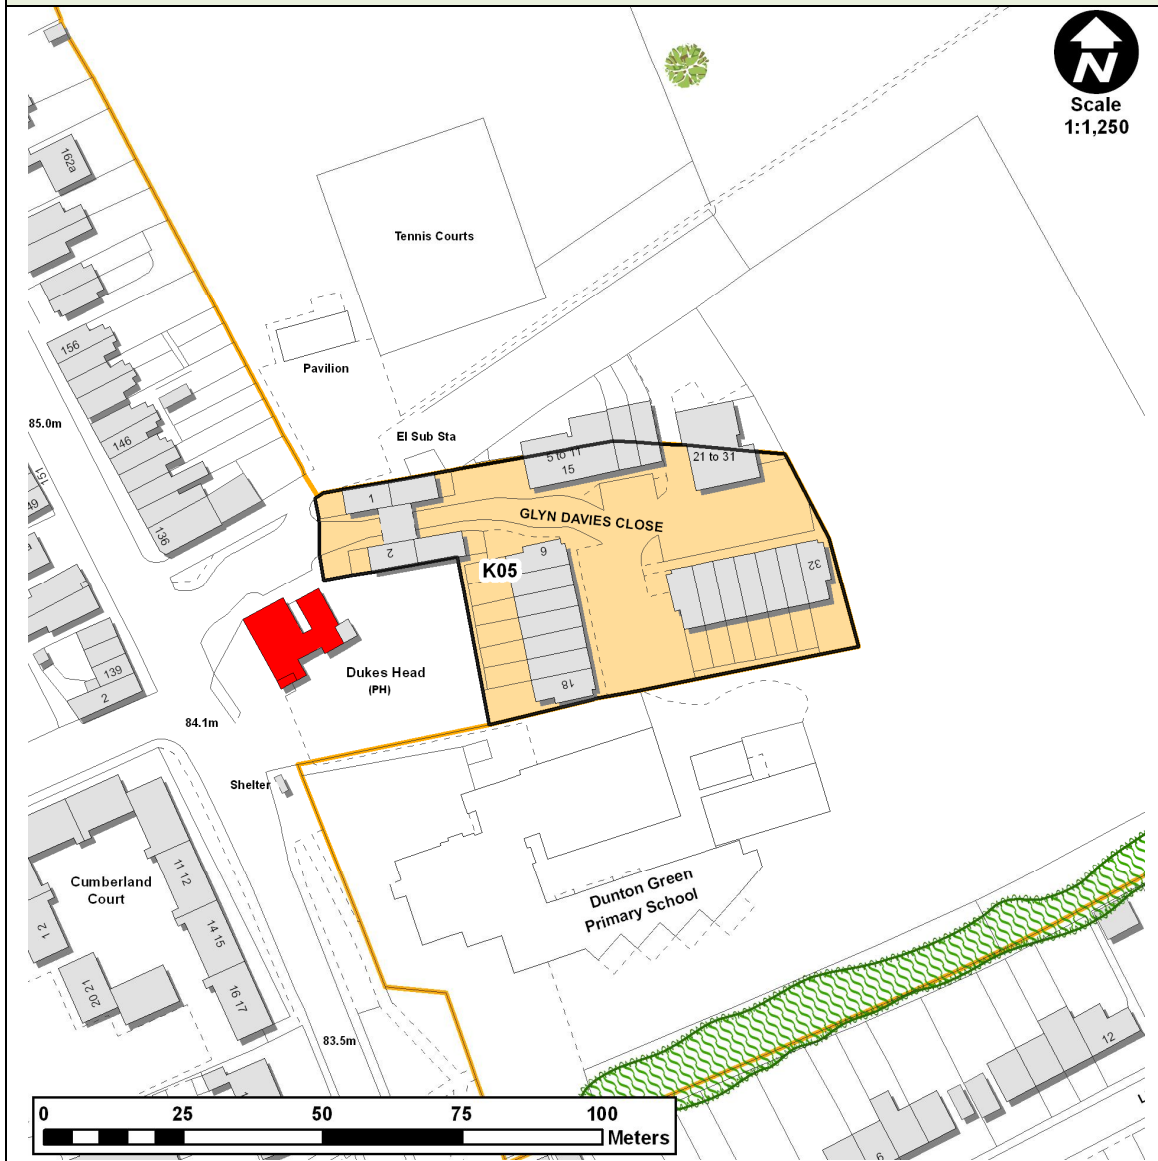 N
Scale
1:1,250
162a
Tennis Courts
156
Pavilion
85.0m
El Sub Sta
146
151
49
5 to 11
15
21 to 31
1
GLYN DAVIES CLOSE
136
2
K05
6
32
139
2
Dukes Head
(PH)
18
84.1m
Shelter
Cumberland
Court
11 12
Dunton Green
Primary School
12
14 15
20 21
16 17
83.5m
12
6
L
0 25 50 75 100
Meters